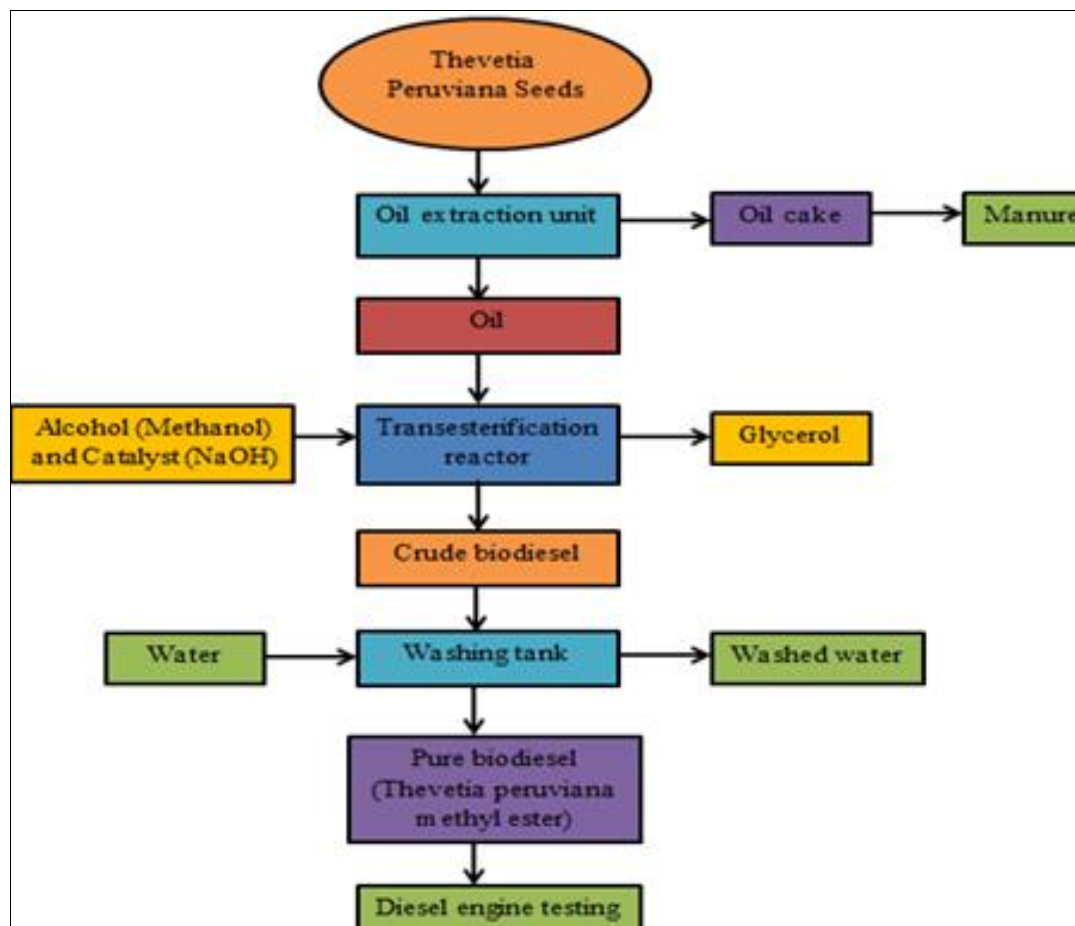 Thevetia
Peruviana Seeds
Oil extraction unit
Oil cake
Manure
Oil
Alcohol (Methanol)
and Catalyst (NaOH)
Transesterification
reactor
Glycerol
Crude biodiesel
Water
Washing tank
Washed water
Pure biodiesel
(Thevetia peruviana
methyl ester)
Diesel engine testing